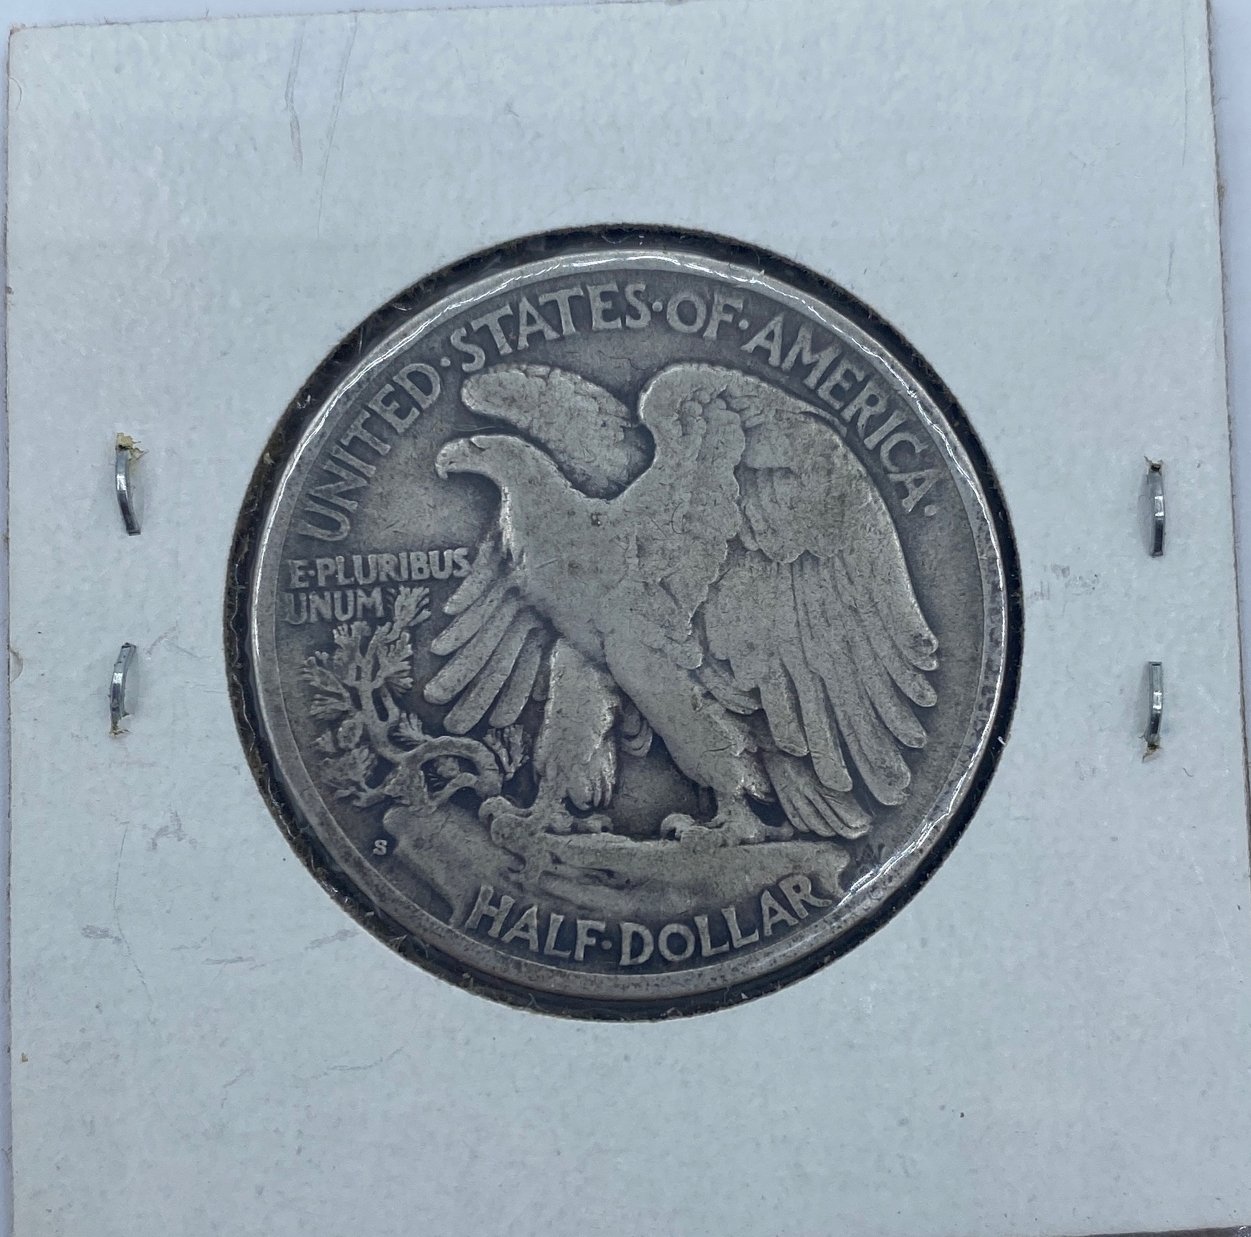 UNITED·STATES·OF·AMERICA·
E·PLURIBUS
UNUM
S
HALF·DOLLAR